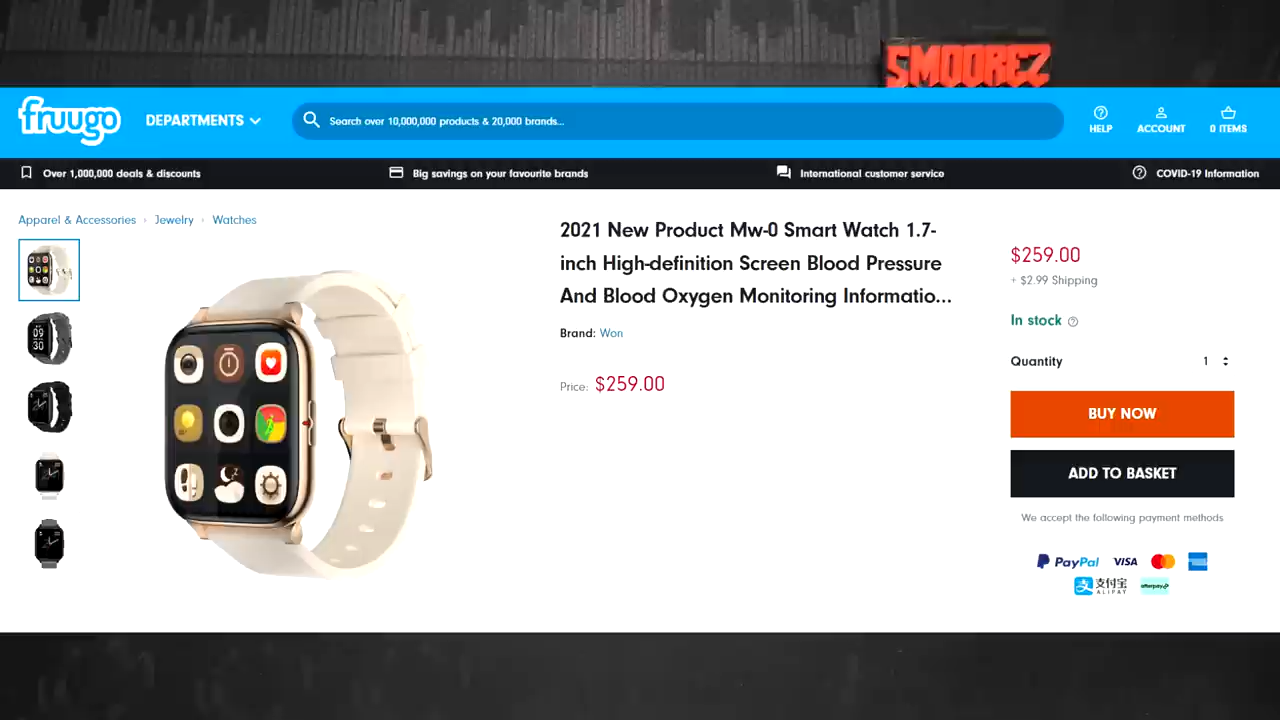 SMOOREZ
fruugo
DEPARTMENTS
Search over 10,000,000 products & 20,000 brands...
HELP
ACCOUNT
0 ITEMS
Over 1,000,000 deals & discounts
Big savings on your favourite brands
International customer service
COVID-19 Information
Apparel & Accessories
Jewelry
Watches
2021 New Product Mw-0 Smart Watch 1.7-
inch High-definition Screen Blood Pressure
And Blood Oxygen Monitoring Informatio...
Brand: Won
Price: $259.00
$259.00
+ $2.99 Shipping
In stock
Quantity
1
BUY NOW
ADD TO BASKET
We accept the following payment methods
PayPal
VISA
支付宝
ALIPAY
afterpay
09
30